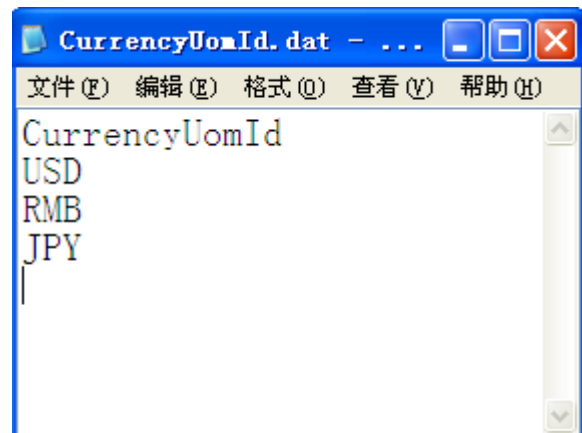 CurrencyUomId.dat - ...
文件(F) 编辑(E) 格式(O) 查看(V) 帮助(H)
CurrencyUomId
USD
RMB
JPY